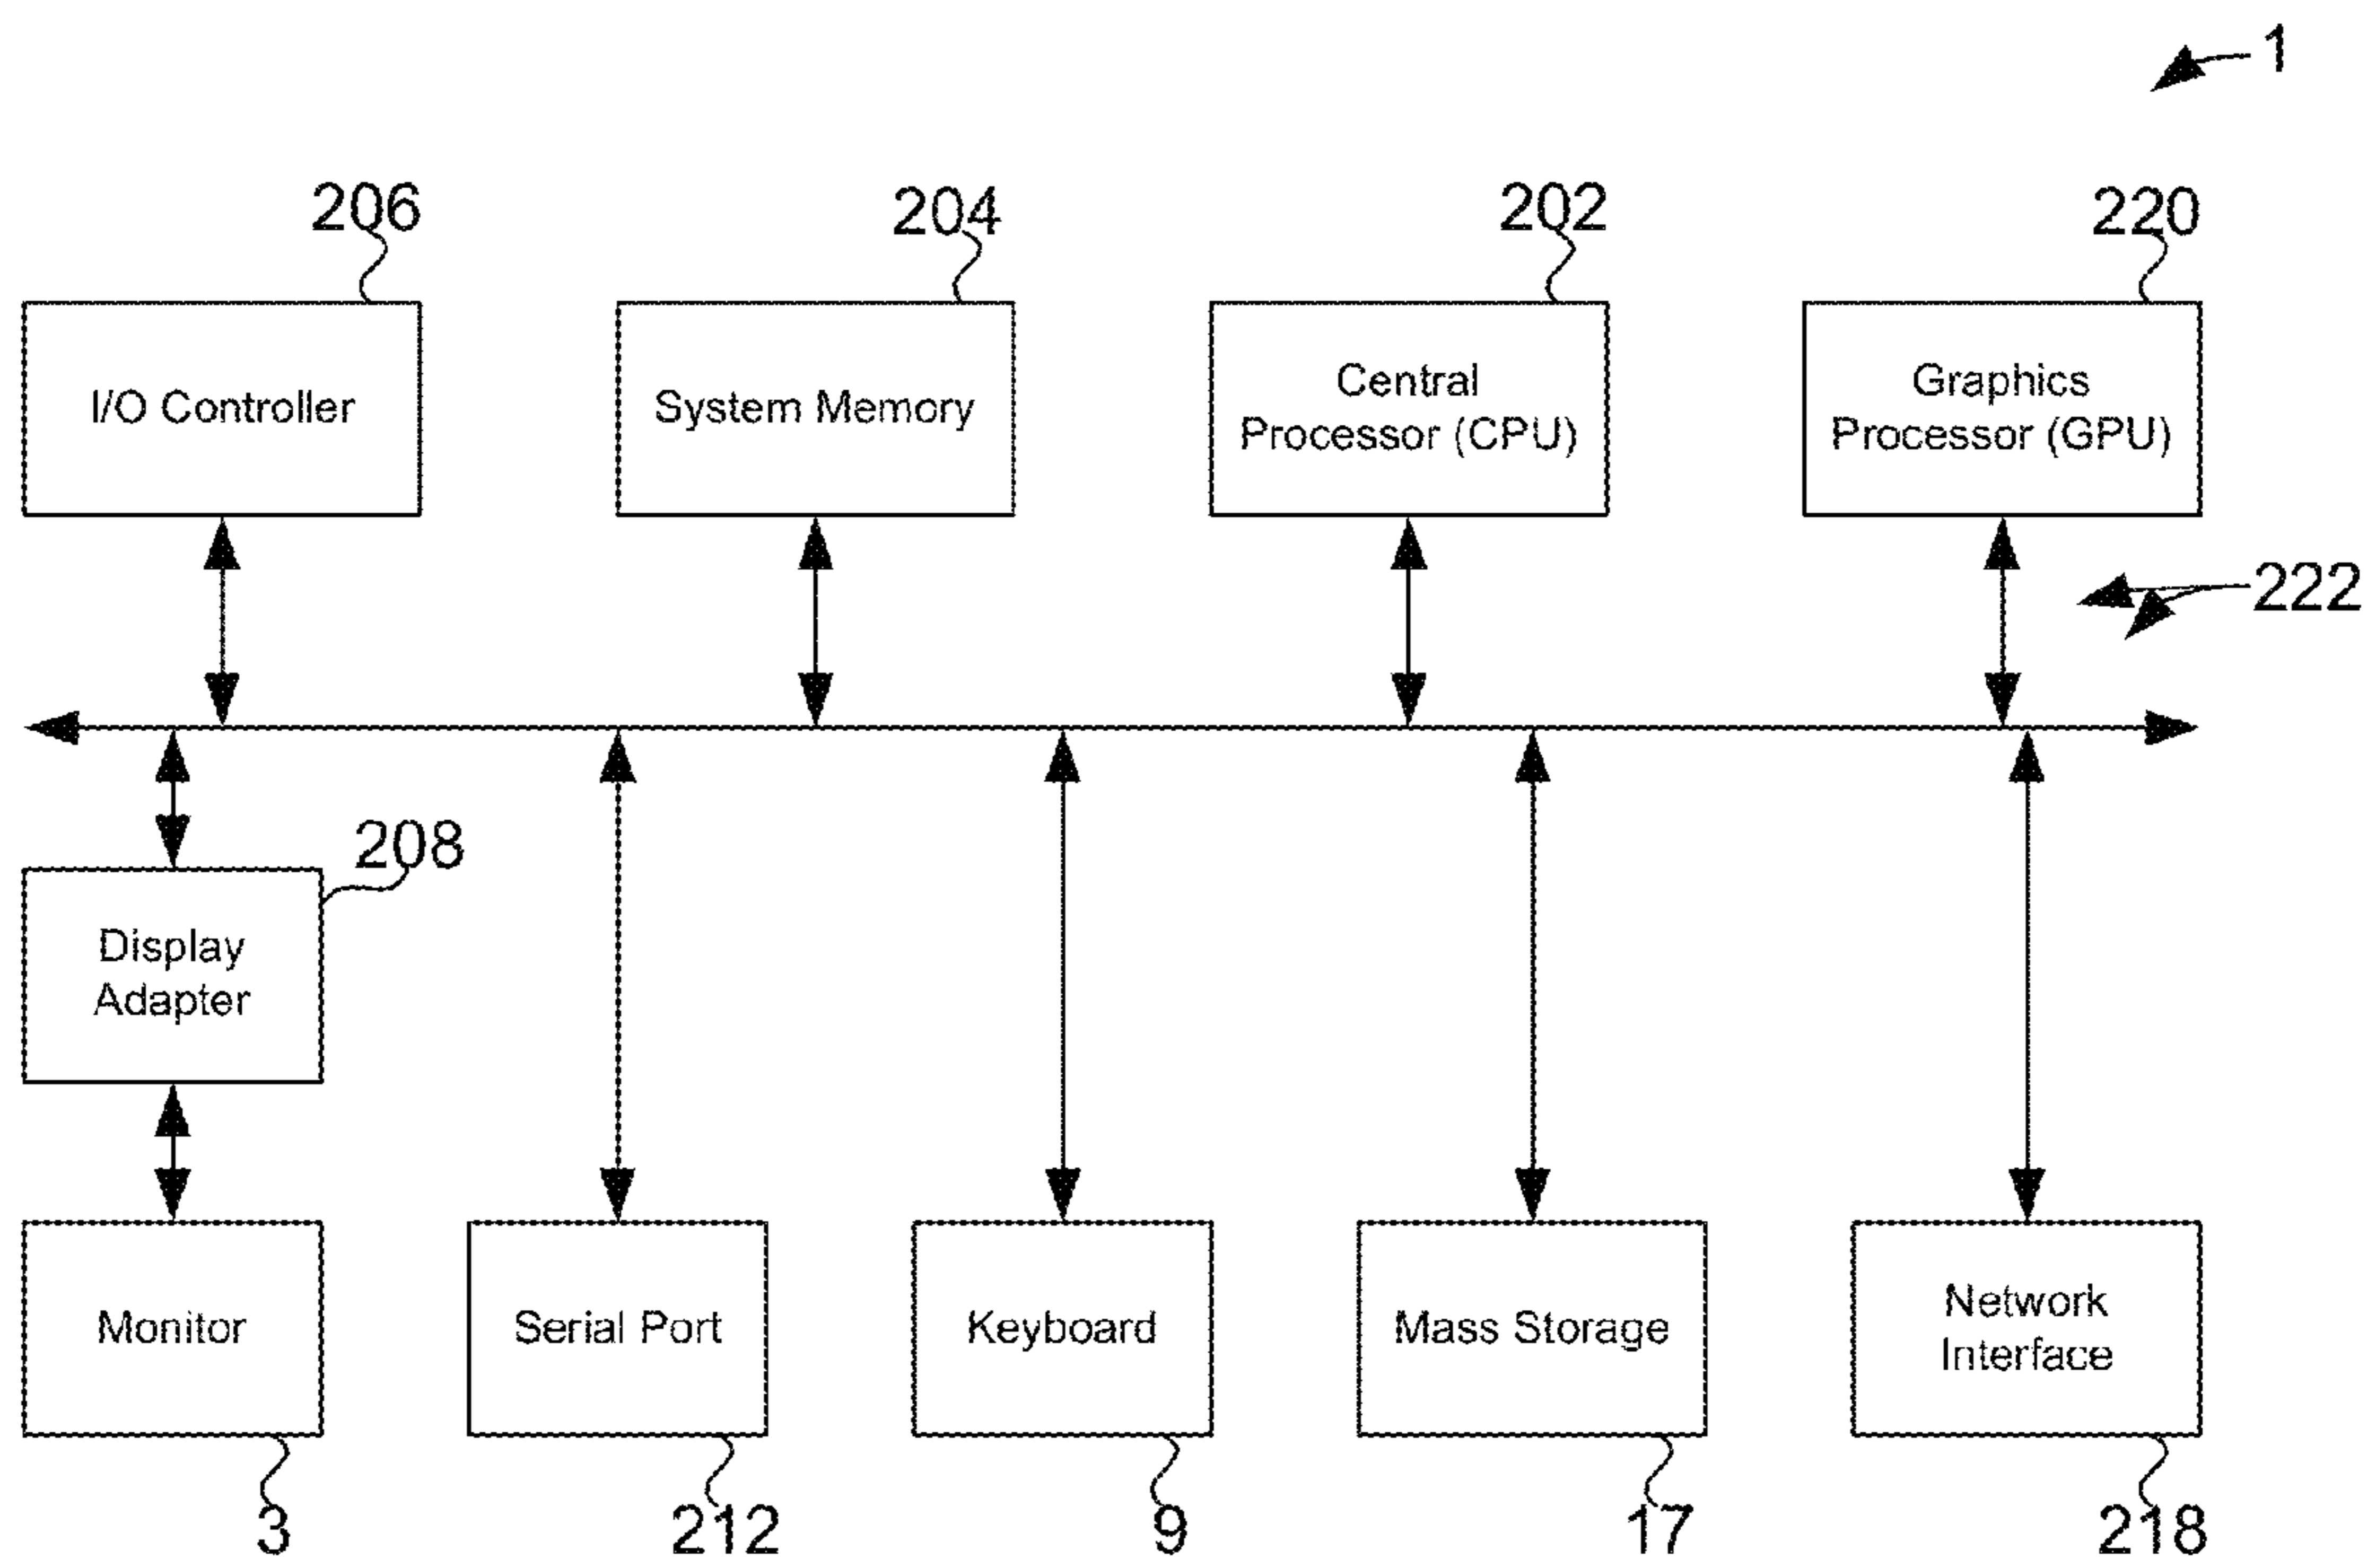 1
206
204
202
220
I/O Controller
System Memory
Central
Processor (CPU)
Graphics
Processor (GPU)
222
208
Display
Adapter
Monitor
Serial Port
Keyboard
Mass Storage
Network
Interface
3
212
9
17
218